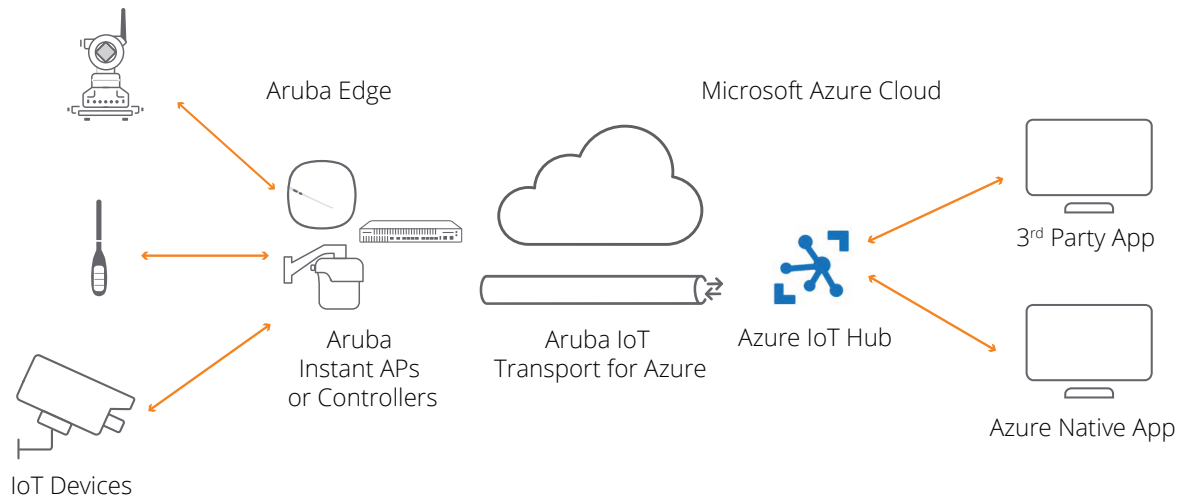 Aruba Edge
Microsoft Azure Cloud
3rd Party App
Aruba
Instant APs
or Controllers
Aruba IoT
Transport for Azure
Azure IoT Hub
Azure Native App
IoT Devices